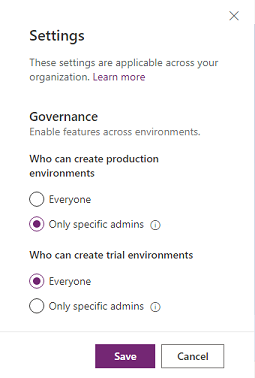 Settings
These settings are applicable across your
organization. Learn more
Governance
Enable features across environments.
Who can create production
environments
Everyone
Only specific admins
Who can create trial environments
Everyone
Only specific admins
Save
Cancel